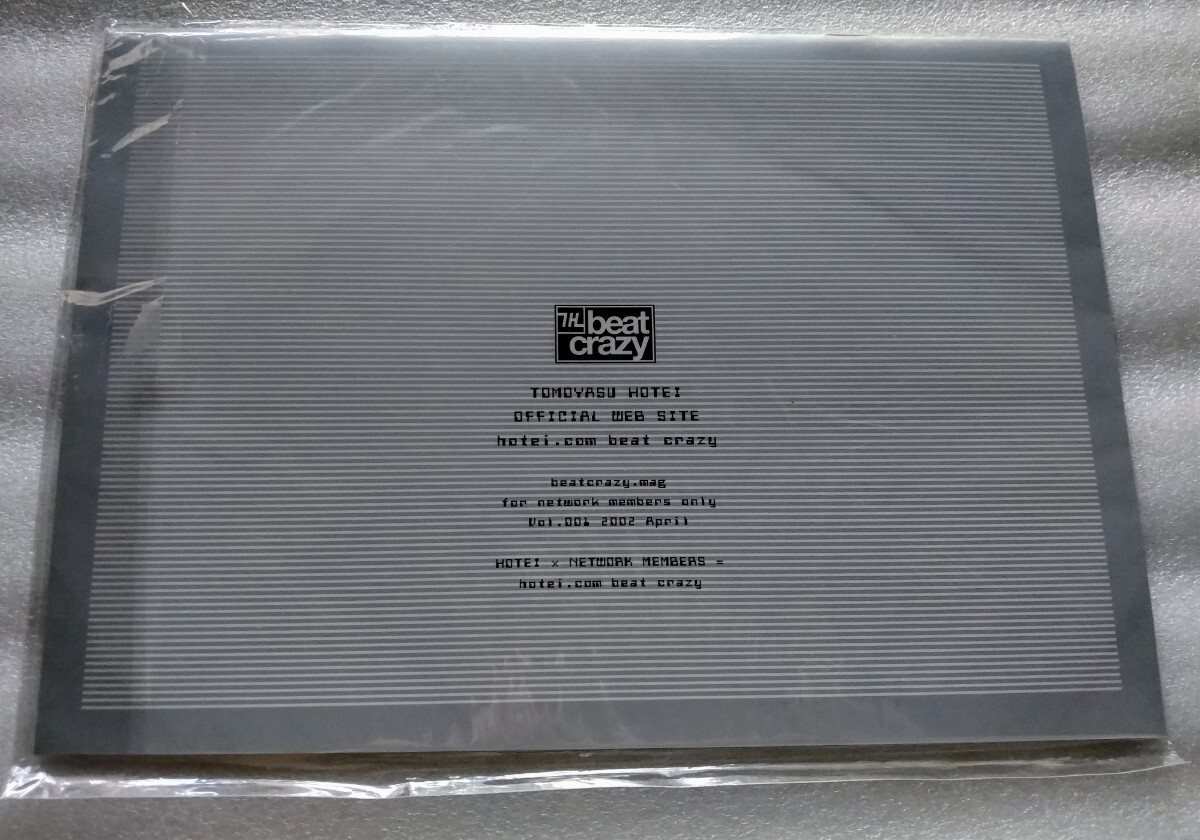 beat
crazy
TOMOYASU HOTEI
OFFICIAL WEB SITE
hotei.com beat crazy
beatcrazy.mag
for network members only
Vol.001 2002 April
HOTEI x NETWORK MEMBERS =
hotei.com beat crazy